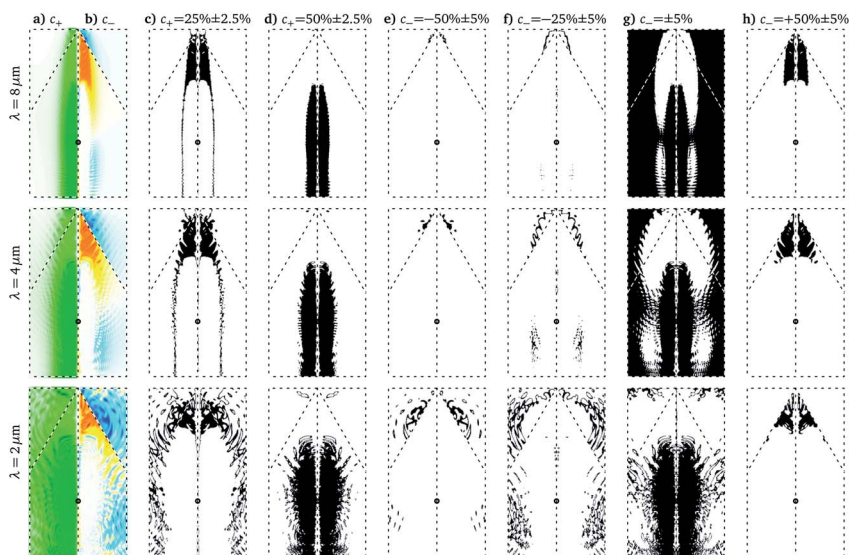 a) c₊ b) c₋ c) c₊=25%±2.5% d) c₊=50%±2.5% e) c₋=−50%±5% f) c₋=−25%±5% g) c₋=±5% h) c₋=+50%±5%
λ = 8 μm
λ = 4 μm
λ = 2 μm